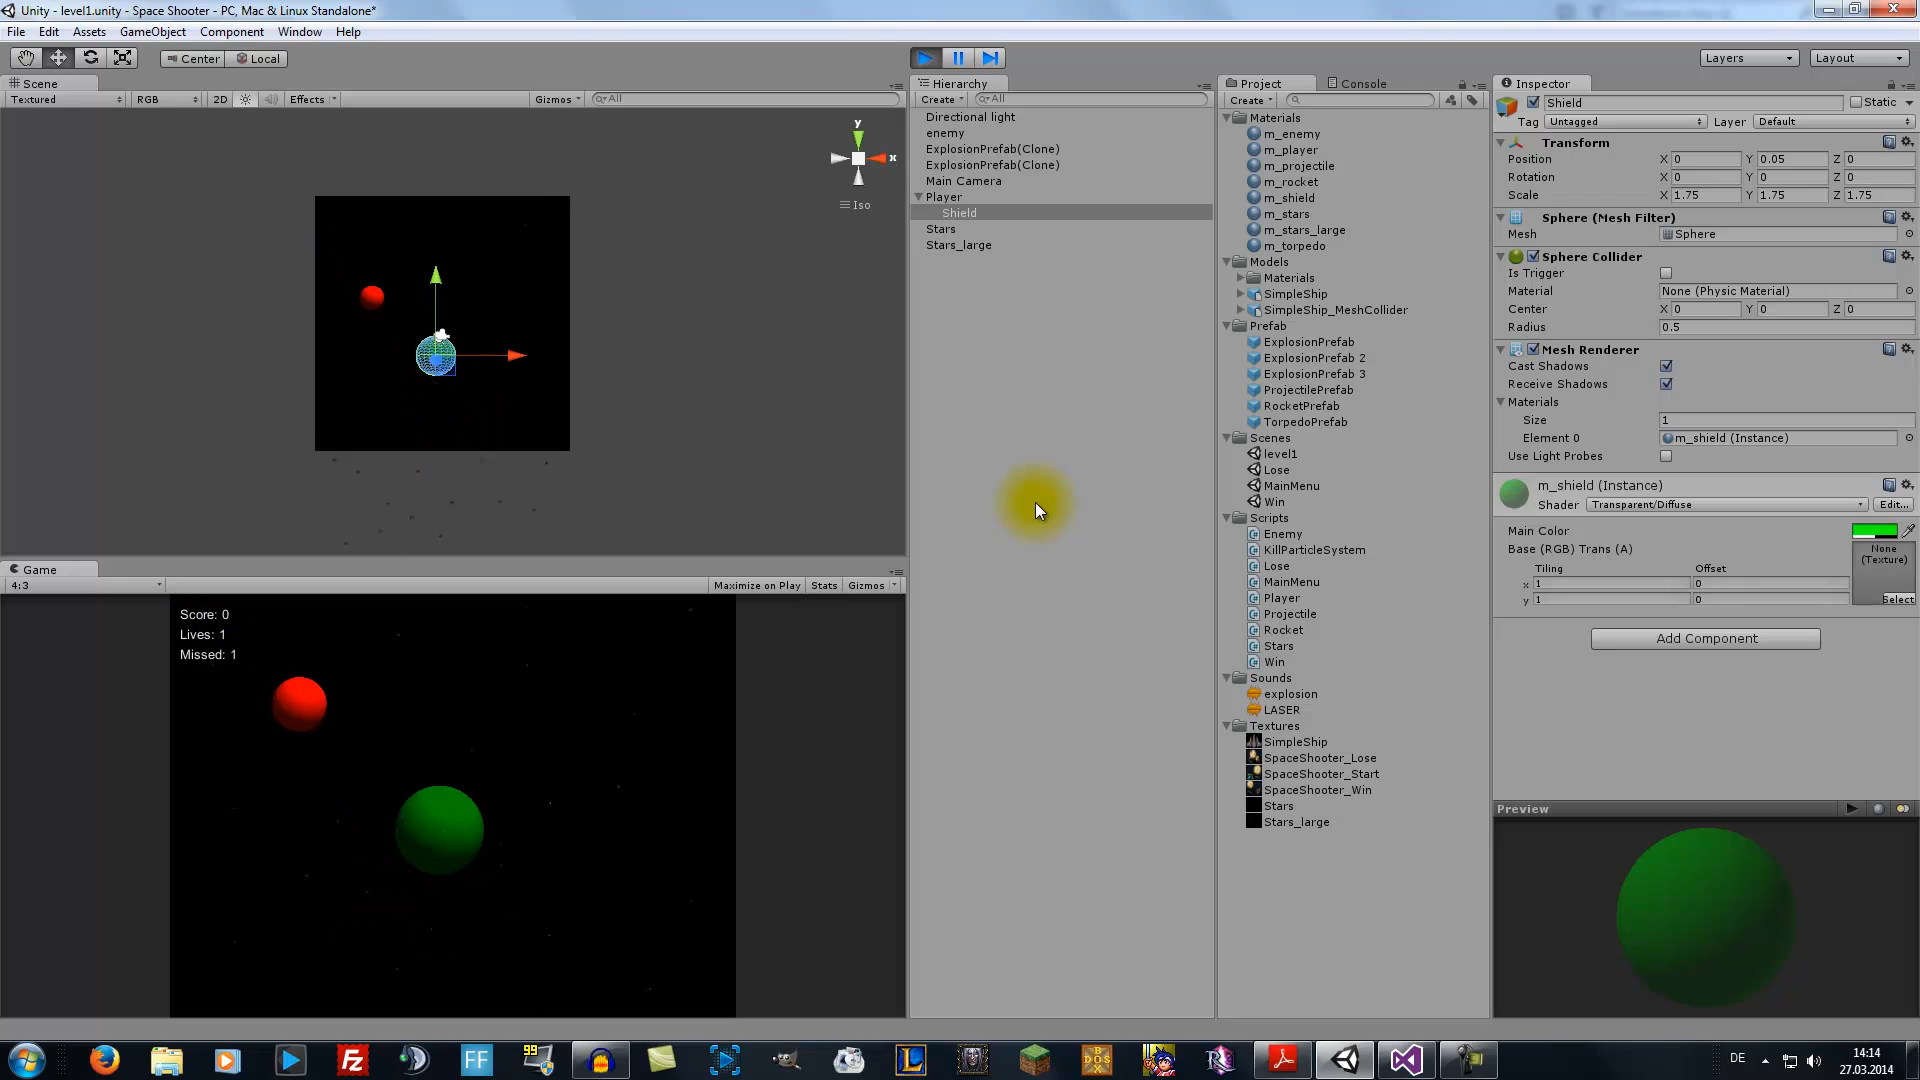 Unity - level1.unity - Space Shooter - PC, Mac & Linux Standalone*
File Edit Assets GameObject Component Window Help
Center Local
Layers
Layout
Scene
Textured RGB 2D Effects Gizmos All
y
x
Iso
Game
4:3 Maximize on Play Stats Gizmos
Score: 0
Lives: 1
Missed: 1
Hierarchy
Create All
Directional light
enemy
ExplosionPrefab(Clone)
ExplosionPrefab(Clone)
Main Camera
Player
Shield
Stars
Stars_large
Project Console
Create
Materials
m_enemy
m_player
m_projectile
m_rocket
m_shield
m_stars
m_stars_large
m_torpedo
Models
Materials
SimpleShip
SimpleShip_MeshCollider
Prefab
ExplosionPrefab
ExplosionPrefab 2
ExplosionPrefab 3
ProjectilePrefab
RocketPrefab
TorpedoPrefab
Scenes
level1
Lose
MainMenu
Win
Scripts
Enemy
KillParticleSystem
Lose
MainMenu
Player
Projectile
Rocket
Stars
Win
Sounds
explosion
LASER
Textures
SimpleShip
SpaceShooter_Lose
SpaceShooter_Start
SpaceShooter_Win
Stars
Stars_large
Inspector
Shield Static
Tag Untagged Layer Default
Transform
Position X 0 Y 0.05 Z 0
Rotation X 0 Y 0 Z 0
Scale X 1.75 Y 1.75 Z 1.75
Sphere (Mesh Filter)
Mesh Sphere
Sphere Collider
Is Trigger
Material None (Physic Material)
Center X 0 Y 0 Z 0
Radius 0.5
Mesh Renderer
Cast Shadows
Receive Shadows
Materials
Size 1
Element 0 m_shield (Instance)
Use Light Probes
m_shield (Instance)
Shader Transparent/Diffuse Edit...
Main Color
Base (RGB) Trans (A)
None
(Texture)
Tiling Offset
x 1 0
y 1 0
Select
Add Component
Preview
FZ
FF
99
L
DOS
BOX
DE
14:14
27.03.2014